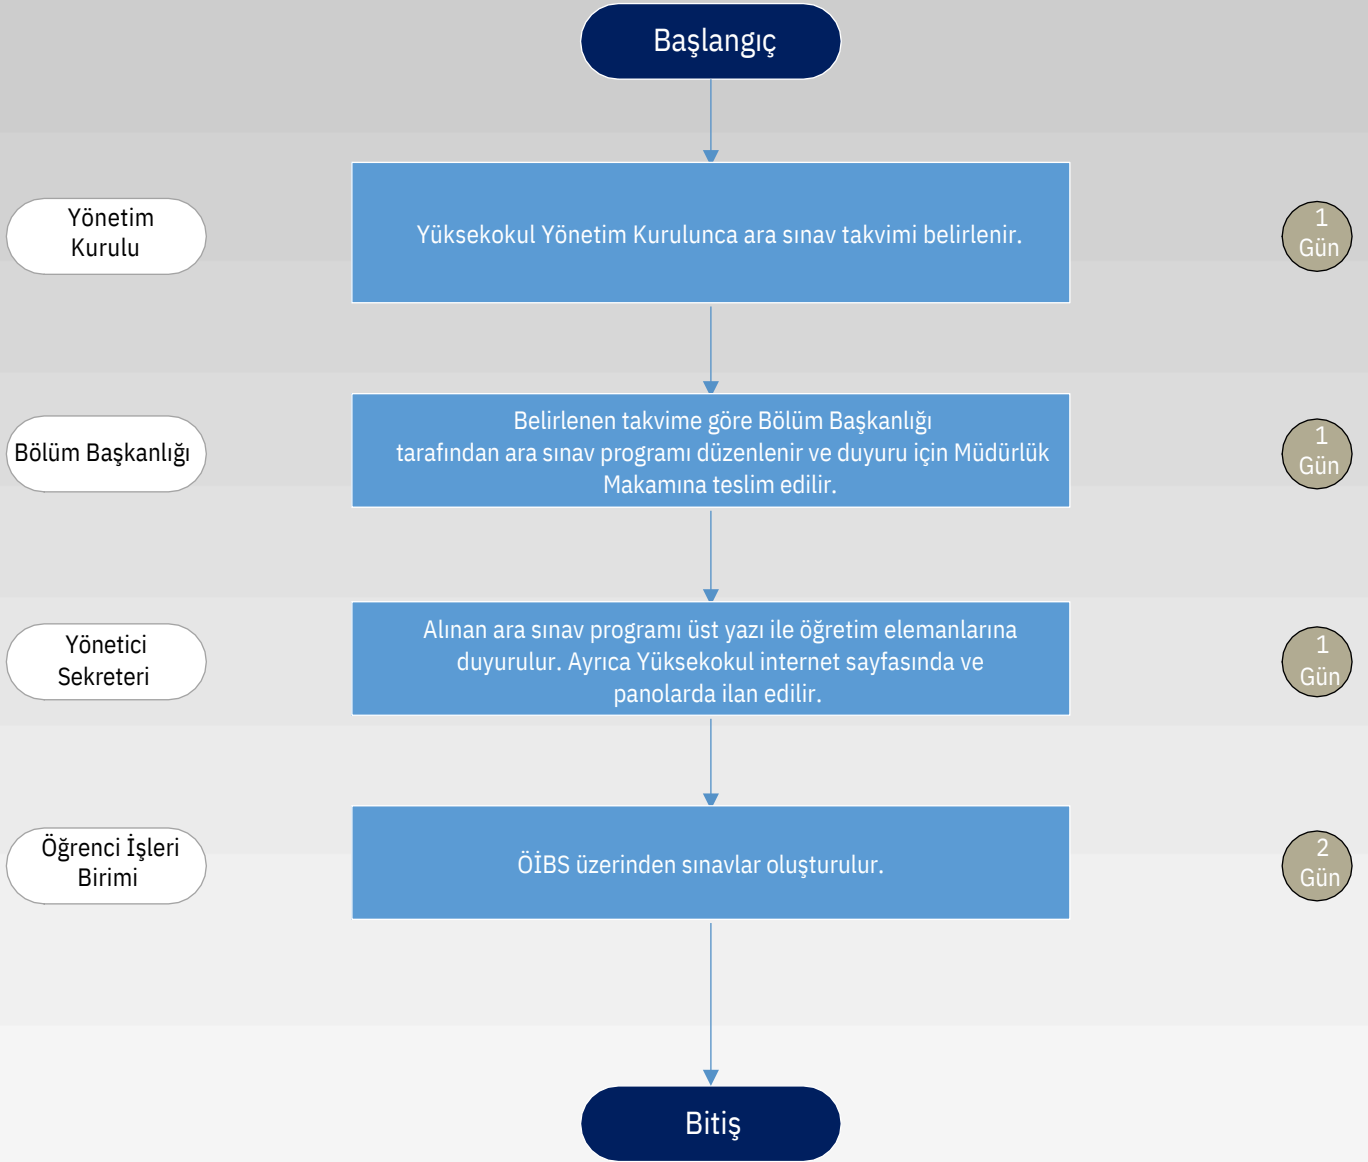 Başlangıç
Yönetim
Kurulu
Yüksekokul Yönetim Kurulunca ara sınav takvimi belirlenir.
1
Gün
Bölüm Başkanlığı
Belirlenen takvime göre Bölüm Başkanlığı
tarafından ara sınav programı düzenlenir ve duyuru için Müdürlük
Makamına teslim edilir.
1
Gün
Yönetici
Sekreteri
Alınan ara sınav programı üst yazı ile öğretim elemanlarına
duyurulur. Ayrıca Yüksekokul internet sayfasında ve
panolarda ilan edilir.
1
Gün
Öğrenci İşleri
Birimi
ÖİBS üzerinden sınavlar oluşturulur.
2
Gün
Bitiş